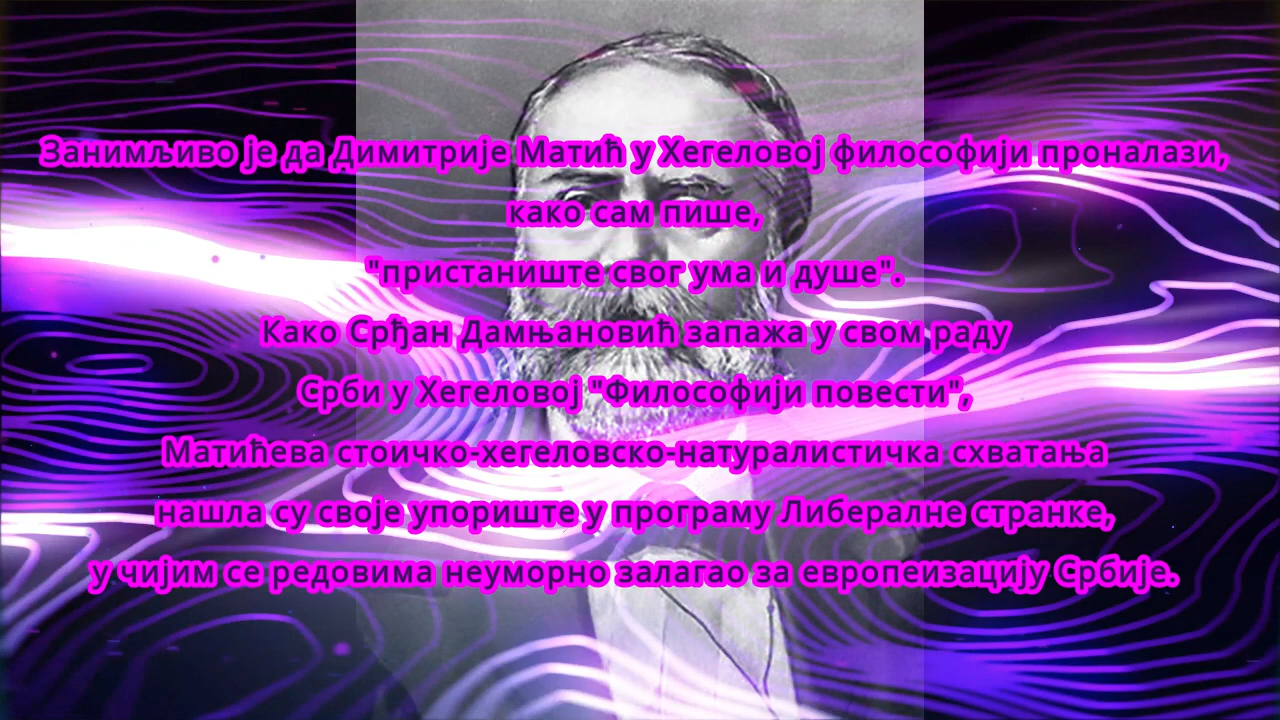 Занимљиво је да Димитрије Матић у Хегеловој философији проналази,
како сам пише,
"пристаниште свог ума и душе".
Како Срђан Дамњановић запажа у свом раду
Срби у Хегеловој "Философији повести",
Матићева стоичко-хегеловско-натуралистичка схватања
нашла су своје упориште у програму Либералне странке,
у чијим се редовима неуморно залагао за европеизацију Србије.